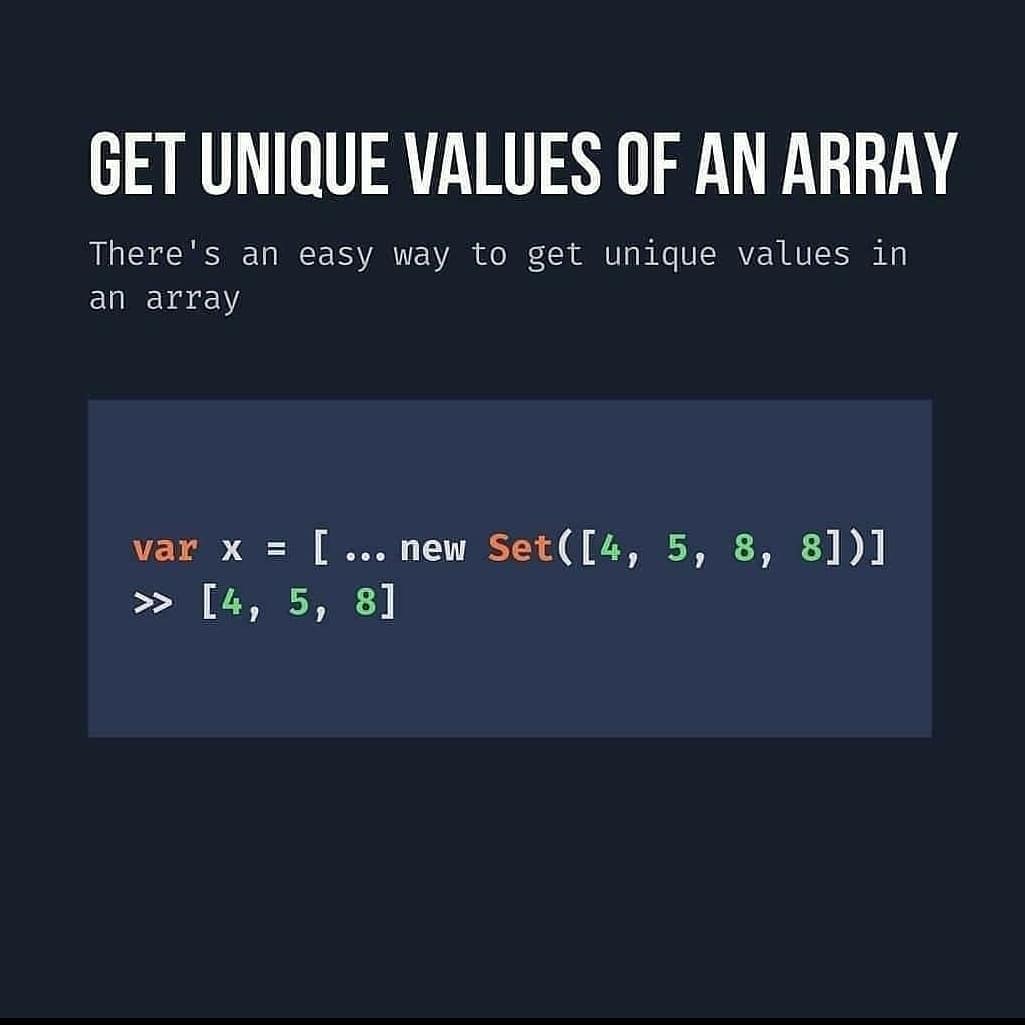 GET UNIQUE VALUES OF AN ARRAY
There's an easy way to get unique values in
an array
var x = [...new Set([4, 5, 8, 8])]
>> [4, 5, 8]